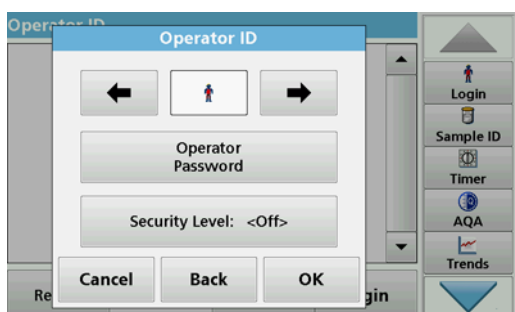 Operator ID
Operator ID
Login
Sample ID
Operator
Password
Timer
AQA
Security Level: <Off>
Trends
Cancel
Back
OK